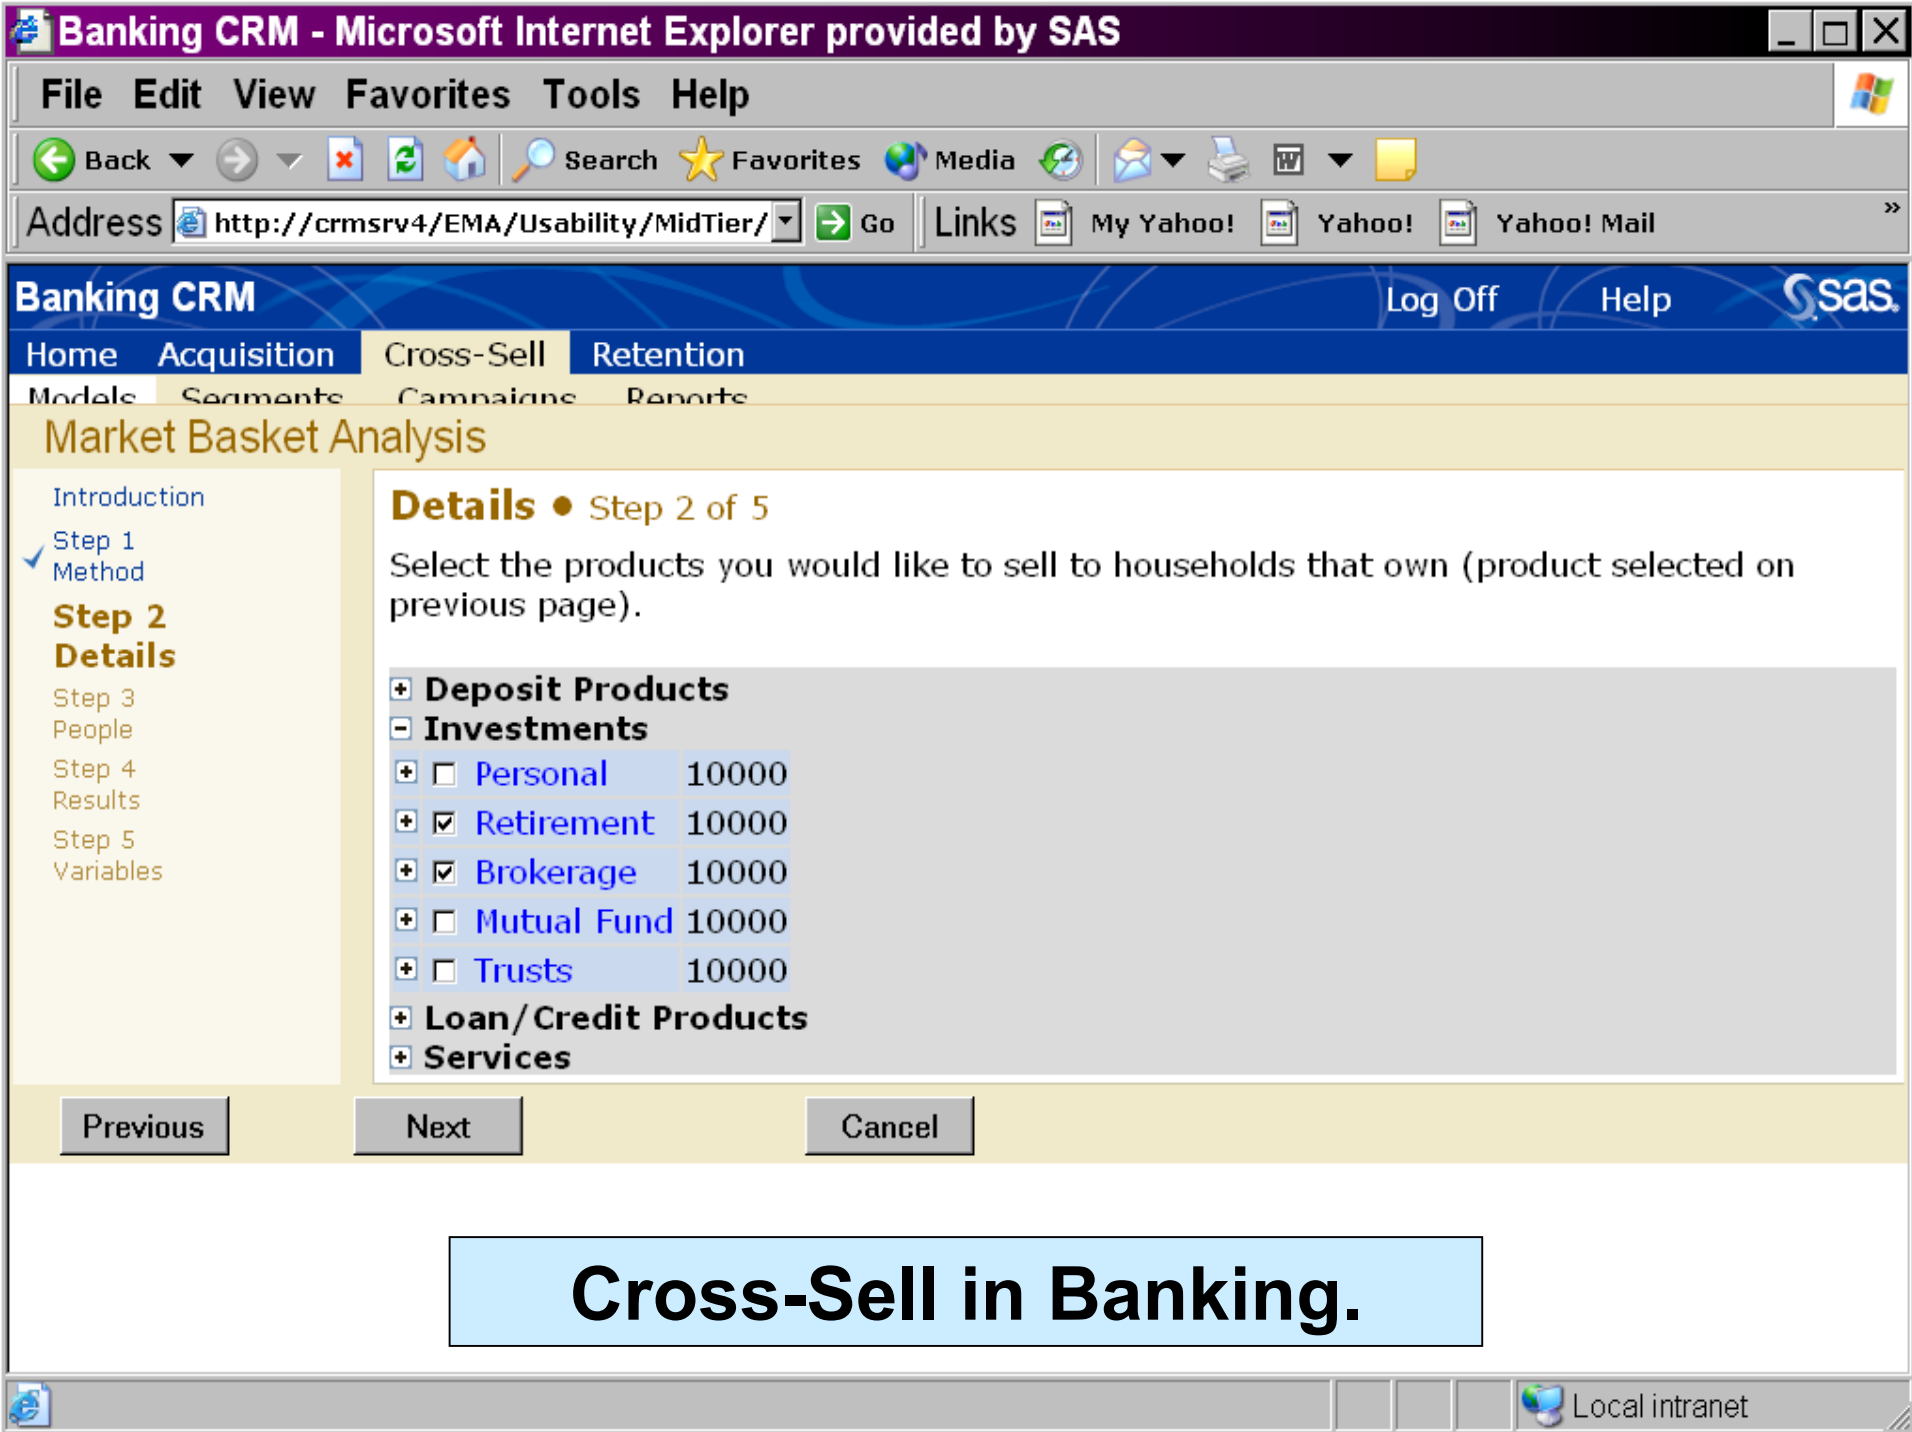 Banking CRM - Microsoft Internet Explorer provided by SAS
File Edit View Favorites Tools Help
Back Search Favorites Media
Address http://crmsrv4/EMA/Usability/MidTier/ Go Links My Yahoo! Yahoo! Yahoo! Mail »
Banking CRM Log Off Help sas.
Home Acquisition Cross-Sell Retention
Models Segments Campaigns Reports
Market Basket Analysis
Introduction
Step 1
Method
Step 2
Details
Step 3
People
Step 4
Results
Step 5
Variables
Details • Step 2 of 5
Select the products you would like to sell to households that own (product selected on
previous page).
Deposit Products
Investments
Personal 10000
Retirement 10000
Brokerage 10000
Mutual Fund 10000
Trusts 10000
Loan/Credit Products
Services
Previous Next Cancel
Cross-Sell in Banking.
Local intranet